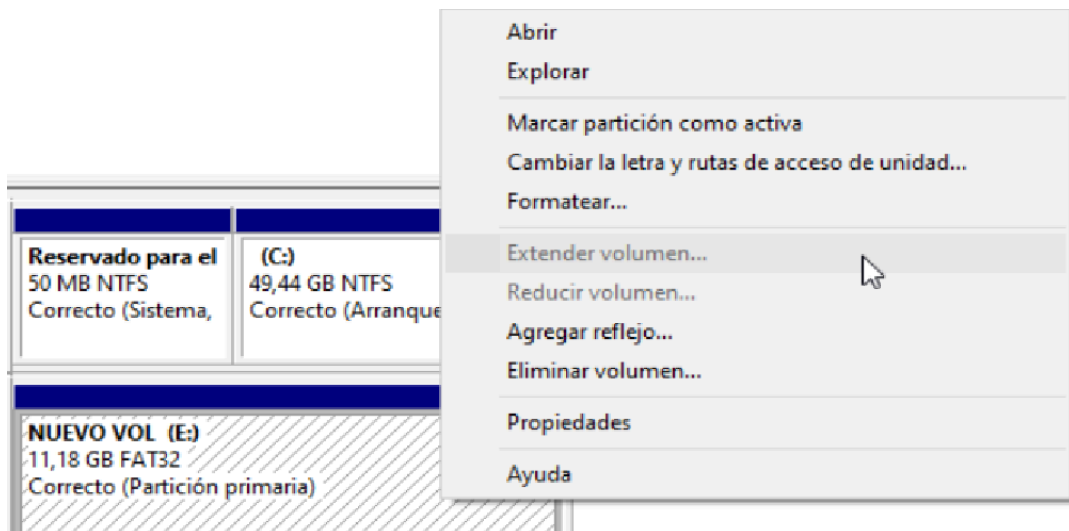 Abrir
Explorar
Marcar partición como activa
Cambiar la letra y rutas de acceso de unidad...
Formatear...
Extender volumen...
Reducir volumen...
Agregar reflejo...
Eliminar volumen...
Propiedades
Ayuda
Reservado para el
50 MB NTFS
Correcto (Sistema,
(C:)
49,44 GB NTFS
Correcto (Arranque
NUEVO VOL (E:)
11,18 GB FAT32
Correcto (Partición primaria)